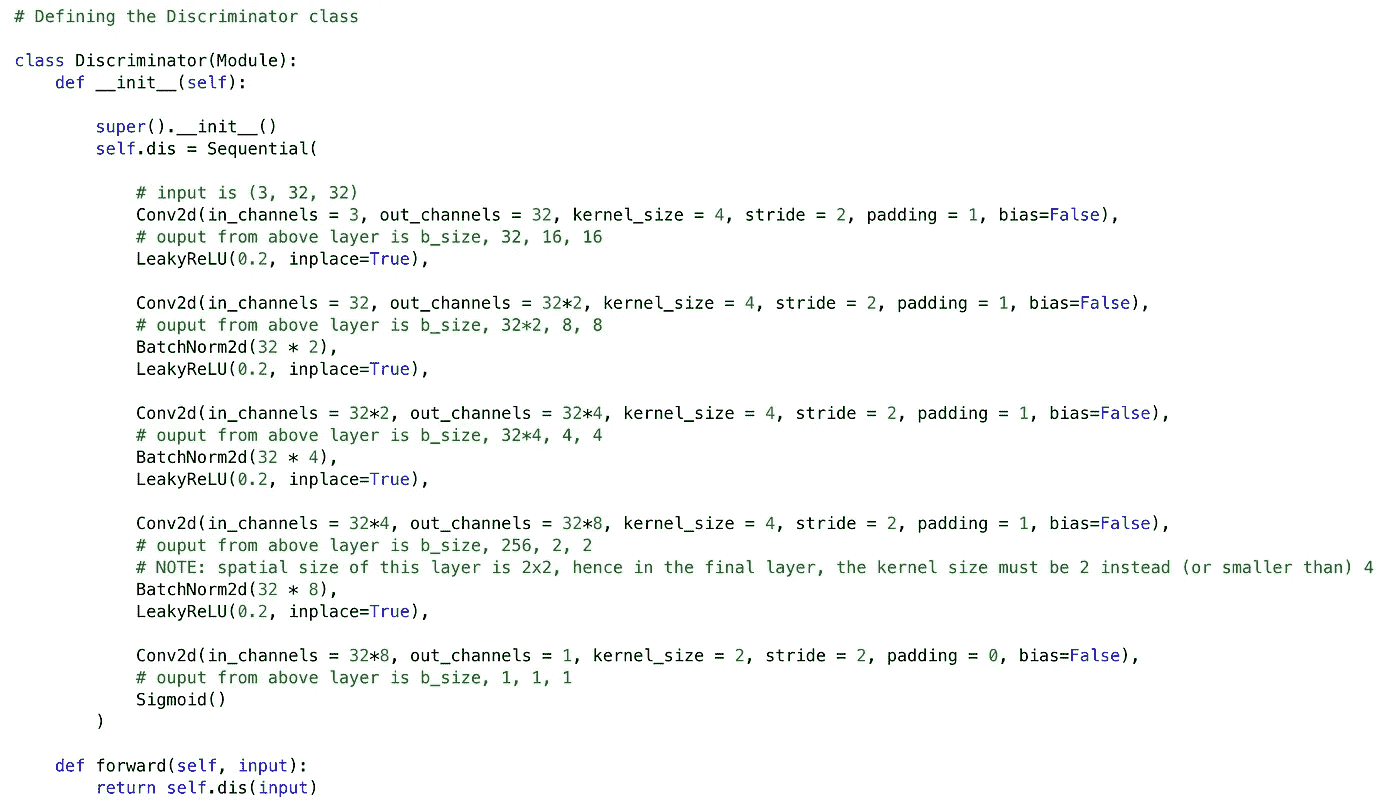 # Defining the Discriminator class
class Discriminator(Module):
    def __init__(self):
        super().__init__()
        self.dis = Sequential(
            # input is (3, 32, 32)
            Conv2d(in_channels = 3, out_channels = 32, kernel_size = 4, stride = 2, padding = 1, bias=False),
            # ouput from above layer is b_size, 32, 16, 16
            LeakyReLU(0.2, inplace=True),
            Conv2d(in_channels = 32, out_channels = 32*2, kernel_size = 4, stride = 2, padding = 1, bias=False),
            # ouput from above layer is b_size, 32*2, 8, 8
            BatchNorm2d(32 * 2),
            LeakyReLU(0.2, inplace=True),
            Conv2d(in_channels = 32*2, out_channels = 32*4, kernel_size = 4, stride = 2, padding = 1, bias=False),
            # ouput from above layer is b_size, 32*4, 4, 4
            BatchNorm2d(32 * 4),
            LeakyReLU(0.2, inplace=True),
            Conv2d(in_channels = 32*4, out_channels = 32*8, kernel_size = 4, stride = 2, padding = 1, bias=False),
            # ouput from above layer is b_size, 256, 2, 2
            # NOTE: spatial size of this layer is 2x2, hence in the final layer, the kernel size must be 2 instead (or smaller than) 4
            BatchNorm2d(32 * 8),
            LeakyReLU(0.2, inplace=True),
            Conv2d(in_channels = 32*8, out_channels = 1, kernel_size = 2, stride = 2, padding = 0, bias=False),
            # ouput from above layer is b_size, 1, 1, 1
            Sigmoid()
        )
    def forward(self, input):
        return self.dis(input)